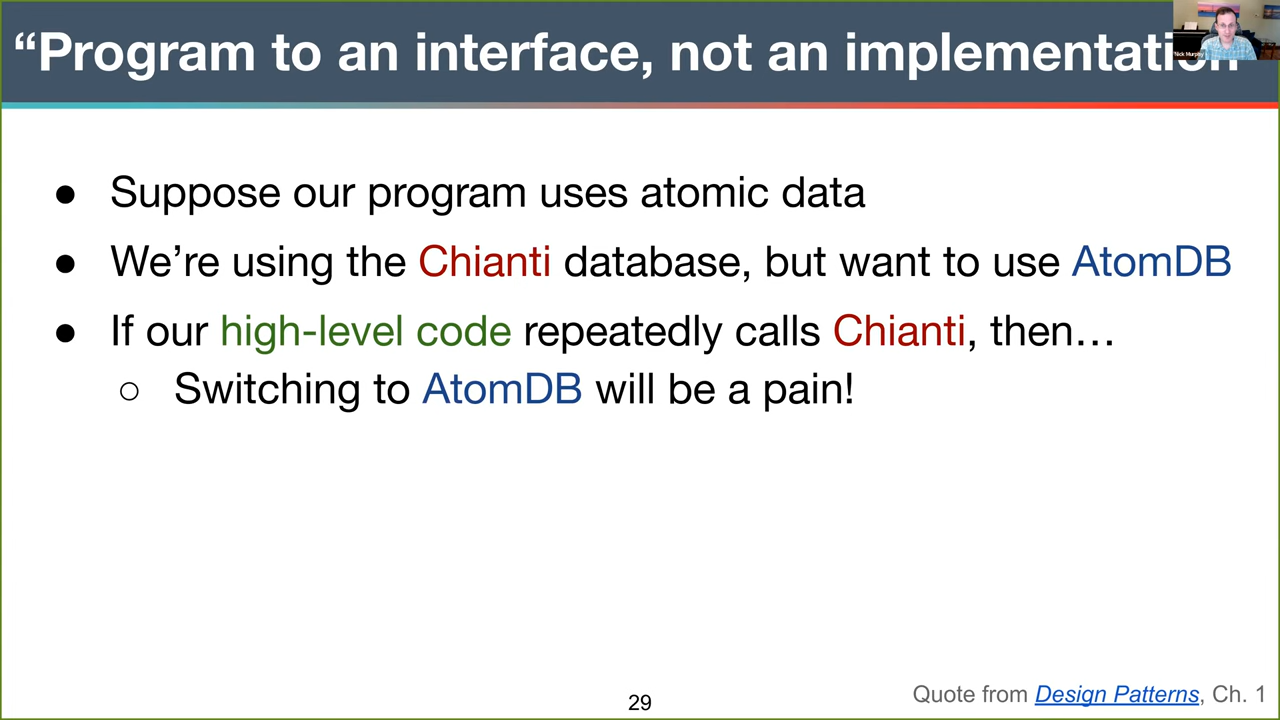 “Program to an interface, not an implementation”
Nick Murphy
● Suppose our program uses atomic data
● We’re using the Chianti database, but want to use AtomDB
● If our high-level code repeatedly calls Chianti, then…
○ Switching to AtomDB will be a pain!
29
Quote from Design Patterns, Ch. 1